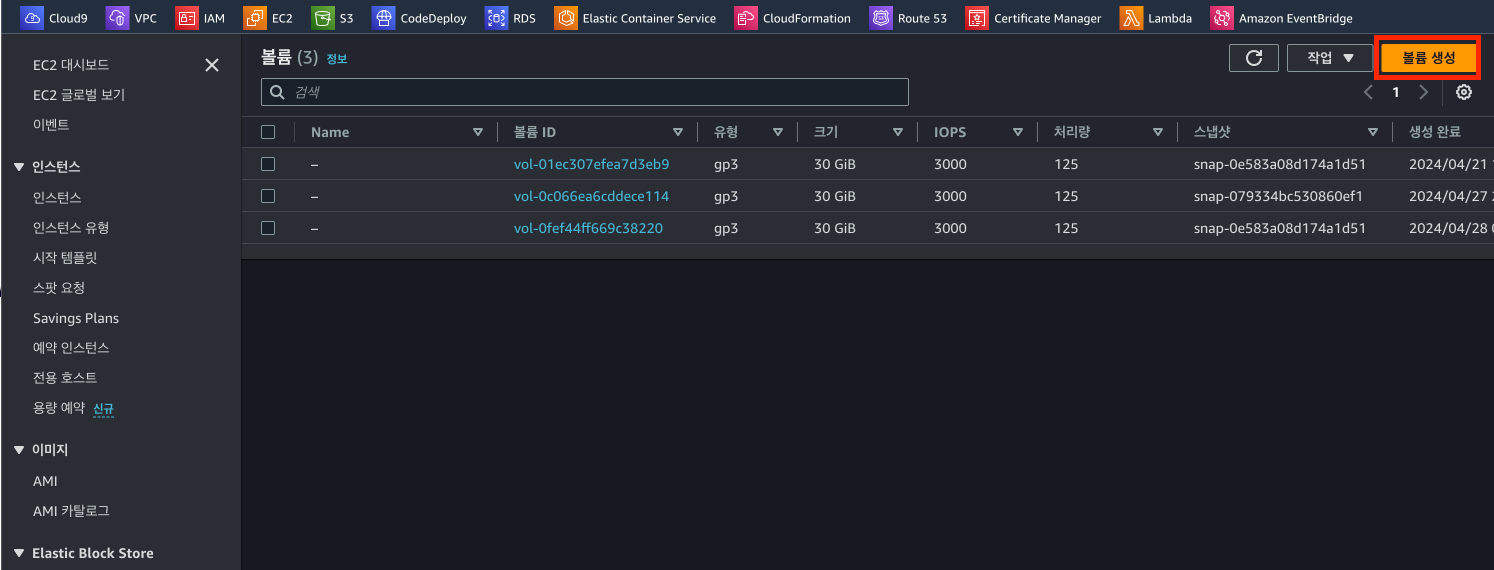 Cloud9 VPC IAM EC2 S3 CodeDeploy RDS Elastic Container Service CloudFormation Route 53 Certificate Manager Lambda Amazon EventBridge
EC2 대시보드
EC2 글로벌 보기
이벤트
인스턴스
인스턴스
인스턴스 유형
시작 템플릿
스팟 요청
Savings Plans
예약 인스턴스
전용 호스트
용량 예약 신규
이미지
AMI
AMI 카탈로그
Elastic Block Store
볼륨 (3) 정보
작업 볼륨 생성
검색
1
Name 볼륨 ID 유형 크기 IOPS 처리량 스냅샷 생성 완료
– vol-01ec307efea7d3eb9 gp3 30 GiB 3000 125 snap-0e583a08d174a1d51 2024/04/21
– vol-0c066ea6cddece114 gp3 30 GiB 3000 125 snap-079334bc530860ef1 2024/04/27
– vol-0fef44ff669c38220 gp3 30 GiB 3000 125 snap-0e583a08d174a1d51 2024/04/28